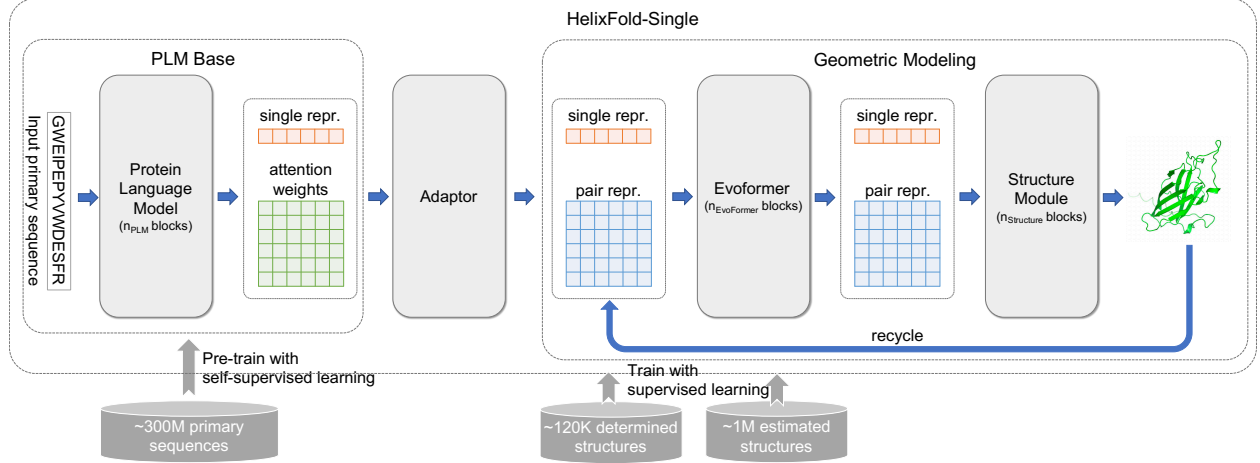 HelixFold-Single
PLM Base
Geometric Modeling
Input primary sequence
GWEIPEPYVWDESFR
Protein
Language
Model
(nPLM blocks)
single repr.
attention
weights
Adaptor
single repr.
pair repr.
Evoformer
(nEvoFormer blocks)
single repr.
pair repr.
Structure
Module
(nStructure blocks)
recycle
Pre-train with
self-supervised learning
Train with
supervised learning
~300M primary
sequences
~120K determined
structures
~1M estimated
structures